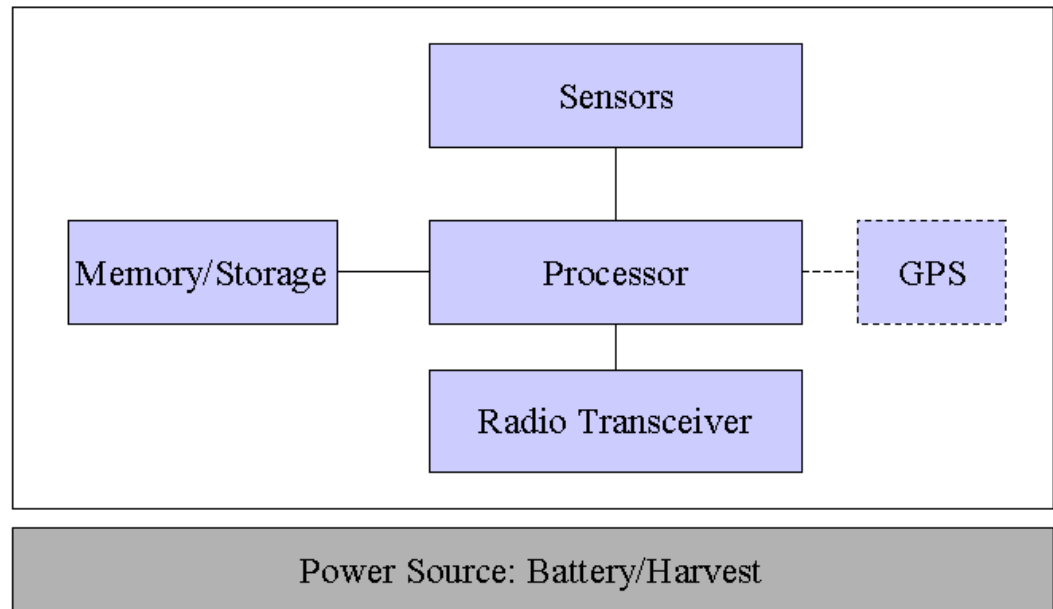 Sensors
Memory/Storage
Processor
GPS
Radio Transceiver
Power Source: Battery/Harvest